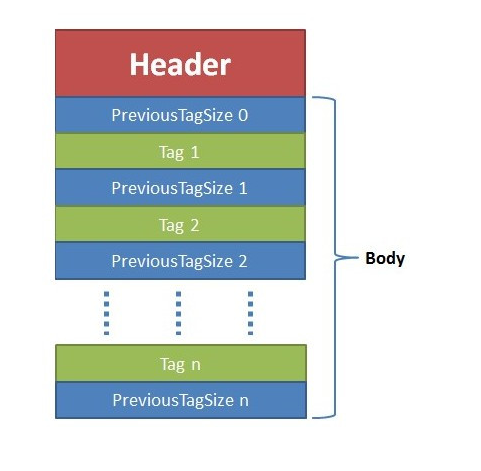 Header
PreviousTagSize 0
Tag 1
PreviousTagSize 1
Tag 2
PreviousTagSize 2
Body
Tag n
PreviousTagSize n